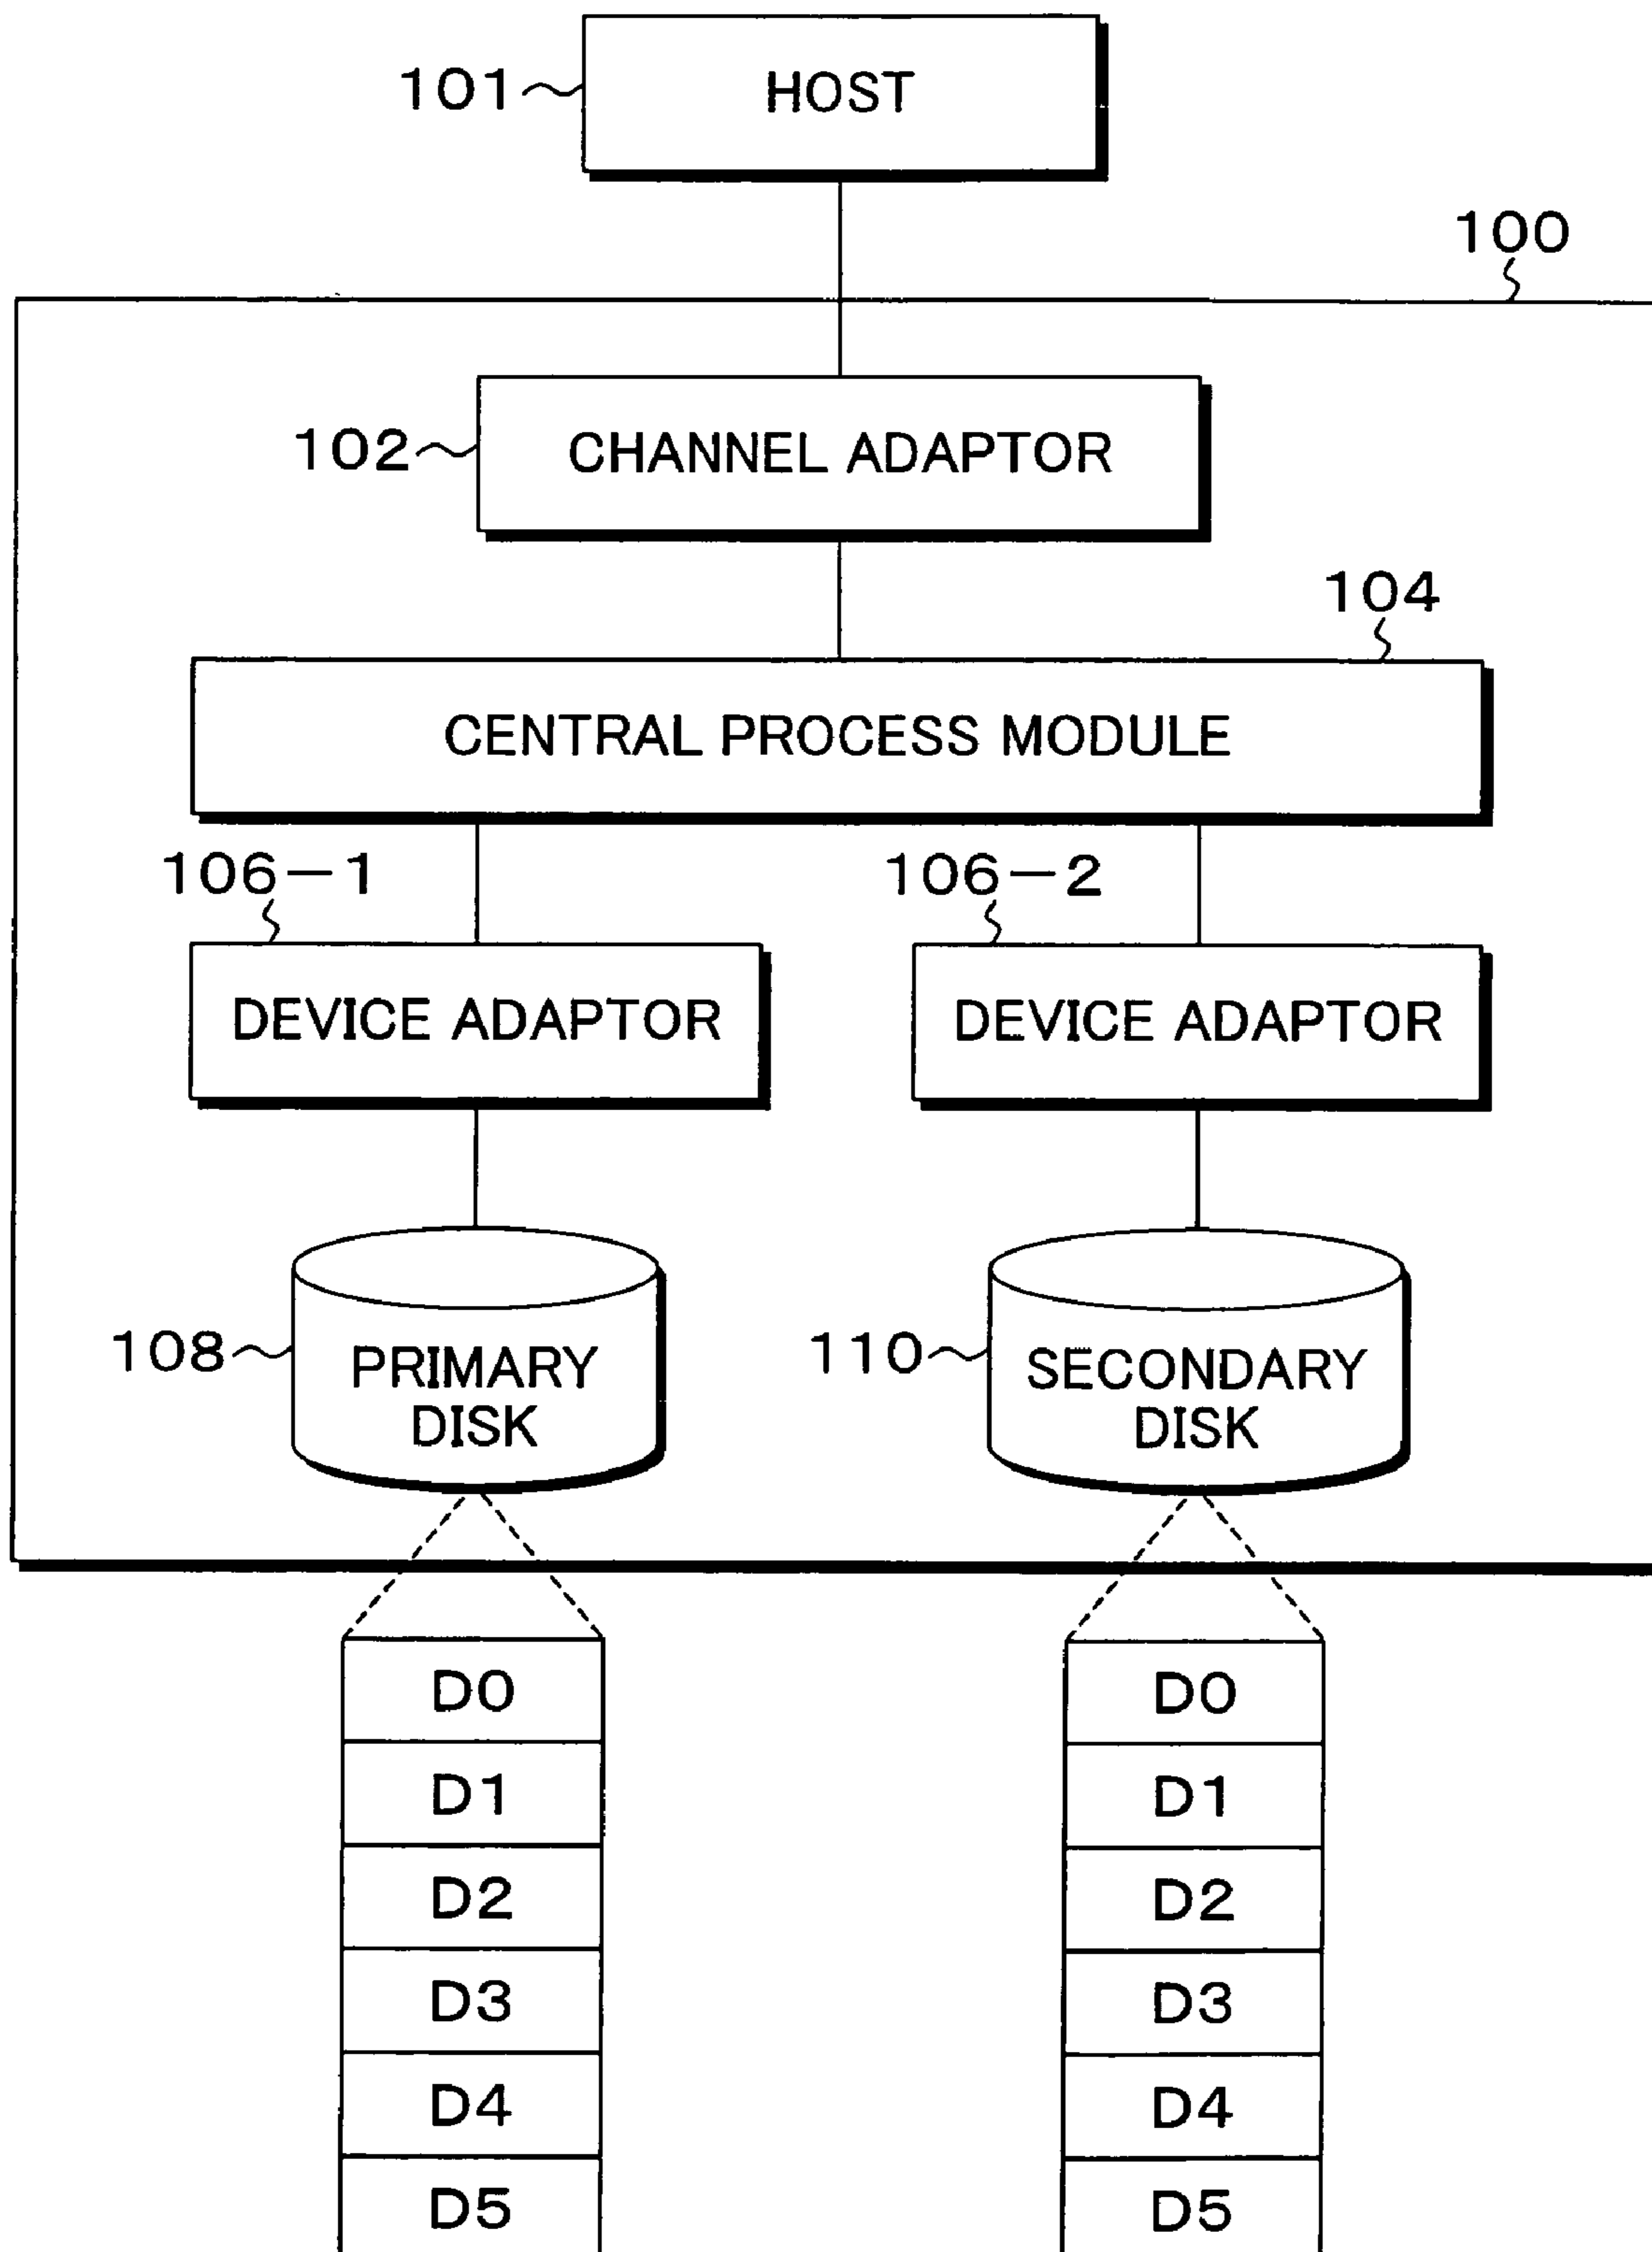 101
HOST
100
102
CHANNEL ADAPTOR
104
CENTRAL PROCESS MODULE
106-1
106-2
DEVICE ADAPTOR
DEVICE ADAPTOR
108
PRIMARY
DISK
110
SECONDARY
DISK
D0
D0
D1
D1
D2
D2
D3
D3
D4
D4
D5
D5